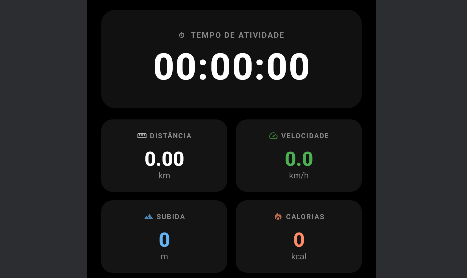 TEMPO DE ATIVIDADE
00:00:00
DISTÂNCIA
0.00
km
VELOCIDADE
0.0
km/h
SUBIDA
0
m
CALORIAS
0
kcal